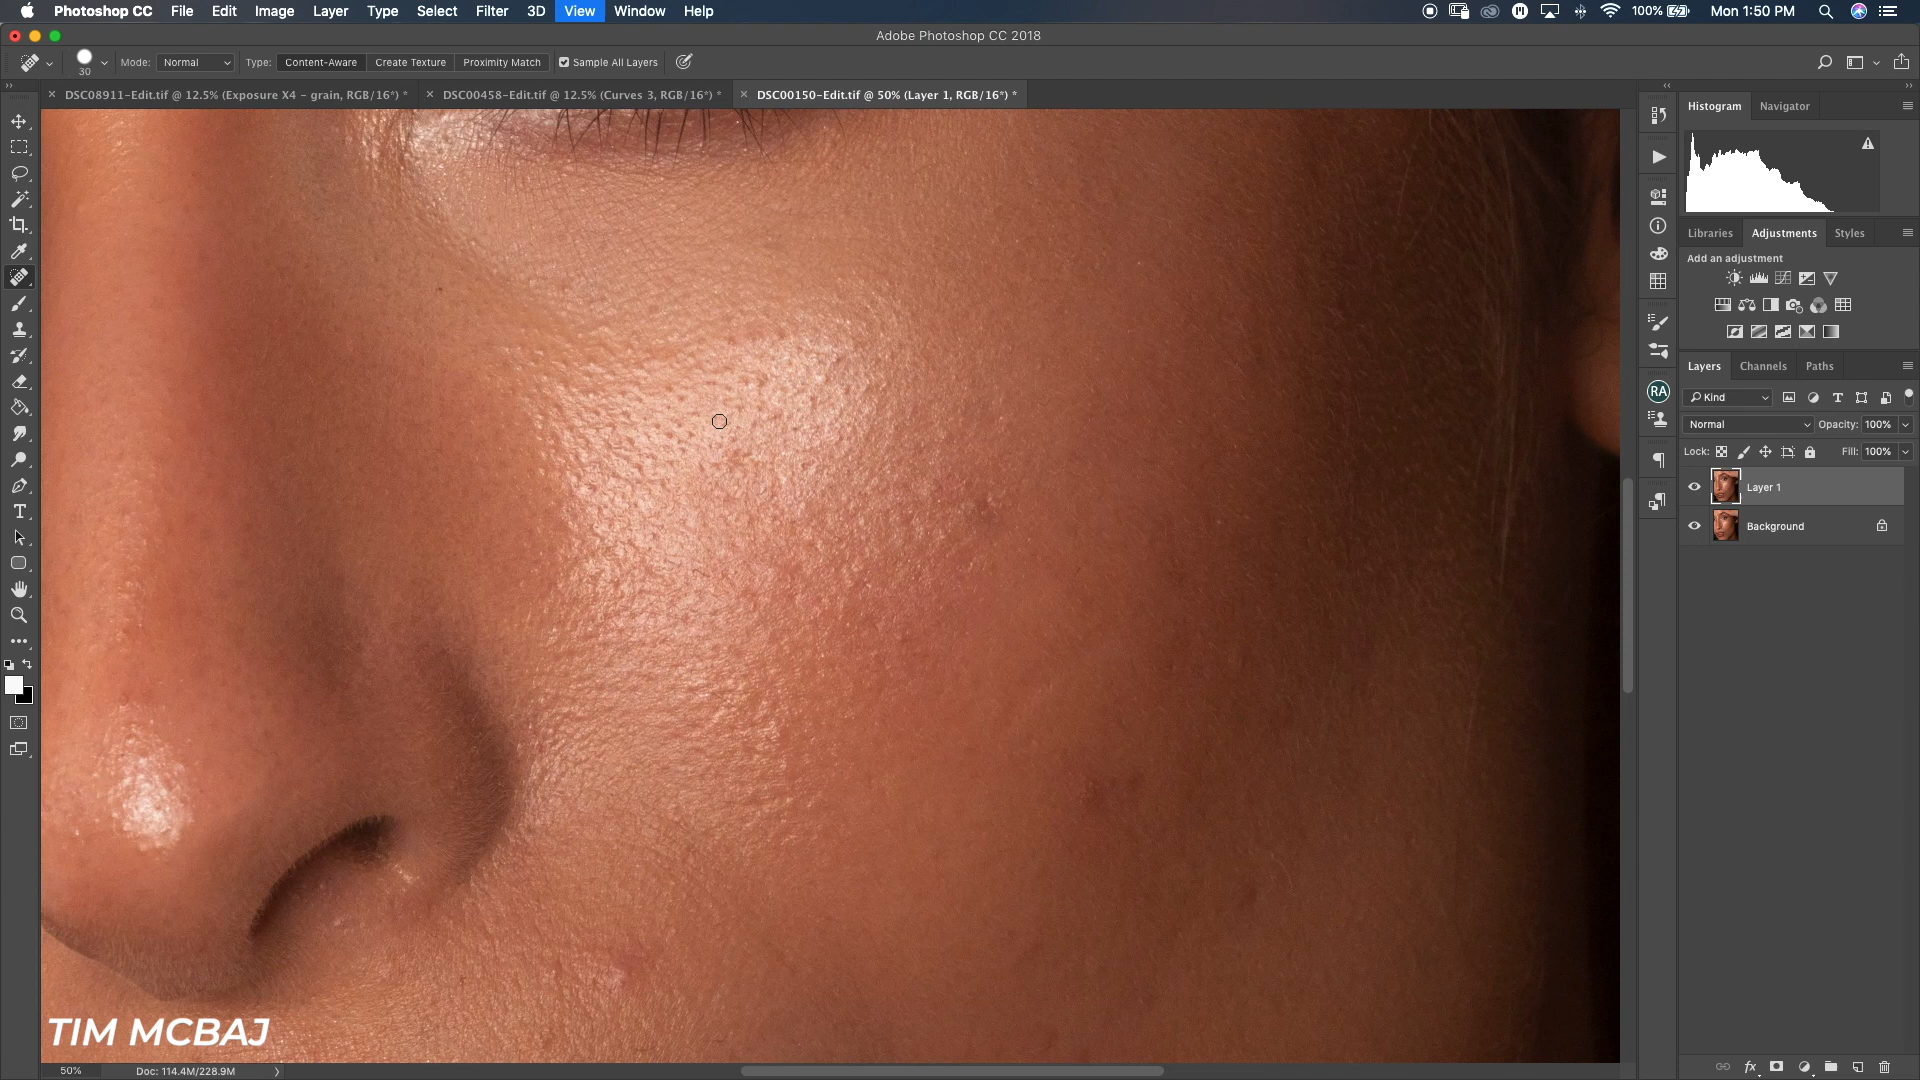 Photoshop CC File Edit Image Layer Type Select Filter 3D View Window Help 100% Mon 1:50 PM
Adobe Photoshop CC 2018
30 Mode: Normal Type: Content-Aware Create Texture Proximity Match Sample All Layers
DSC08911-Edit.tif @ 12.5% (Exposure X4 - grain, RGB/16*) * DSC00458-Edit.tif @ 12.5% (Curves 3, RGB/16*) * DSC00150-Edit.tif @ 50% (Layer 1, RGB/16*) *
Histogram Navigator
Libraries Adjustments Styles
Add an adjustment
Layers Channels Paths
RA
Kind
Normal Opacity: 100%
Lock: Fill: 100%
Layer 1
Background
TIM MCBAJ
50% Doc: 114.4M/228.9M
fx